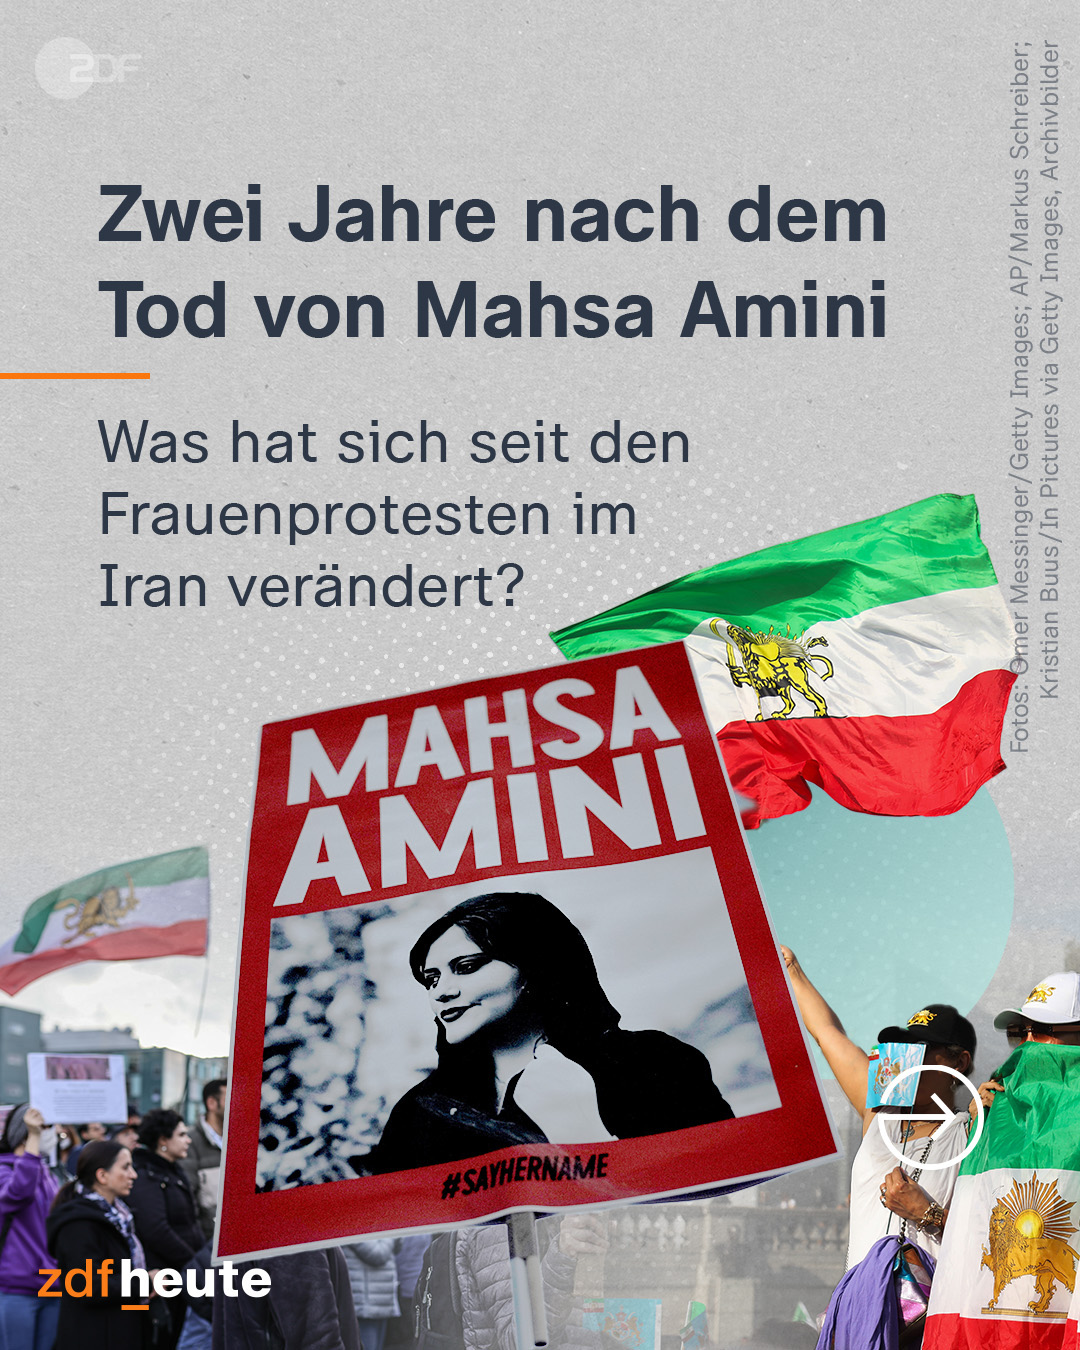 ZDF
Zwei Jahre nach dem
Tod von Mahsa Amini
Was hat sich seit den
Frauenprotesten im
Iran verändert?
Fotos: Omer Messinger/Getty Images; AP/Markus Schreiber;
Kristian Buus/In Pictures via Getty Images, Archivbilder
MAHSA
AMINI
#SAYHERNAME
zdfheute